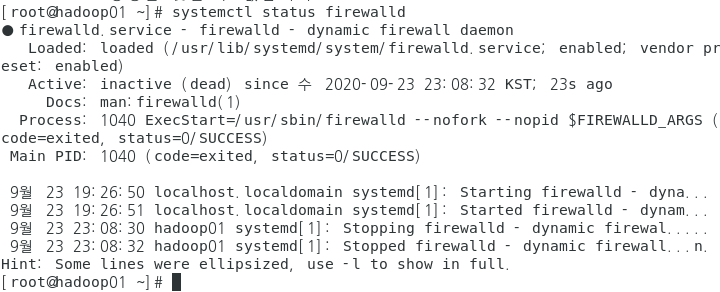 [root@hadoop01 ~]# systemctl status firewalld
● firewalld.service - firewalld - dynamic firewall daemon
Loaded: loaded (/usr/lib/systemd/system/firewalld.service; enabled; vendor pr
eset: enabled)
Active: inactive (dead) since 수 2020-09-23 23:08:32 KST; 23s ago
Docs: man:firewalld(1)
Process: 1040 ExecStart=/usr/sbin/firewalld --nofork --nopid $FIREWALLD_ARGS (
code=exited, status=0/SUCCESS)
Main PID: 1040 (code=exited, status=0/SUCCESS)
9월 23 19:26:50 localhost.localdomain systemd[1]: Starting firewalld - dyna...
9월 23 19:26:51 localhost.localdomain systemd[1]: Started firewalld - dynam...
9월 23 23:08:30 hadoop01 systemd[1]: Stopping firewalld - dynamic firewal.....
9월 23 23:08:32 hadoop01 systemd[1]: Stopped firewalld - dynamic firewall...n.
Hint: Some lines were ellipsized, use -l to show in full.
[root@hadoop01 ~]#